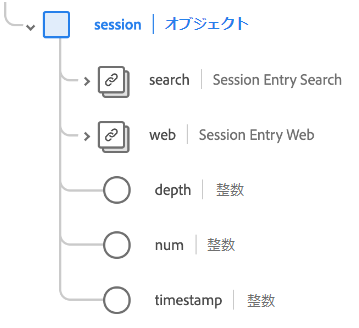 session オブジェクト
search Session Entry Search
web Session Entry Web
depth 整数
num 整数
timestamp 整数